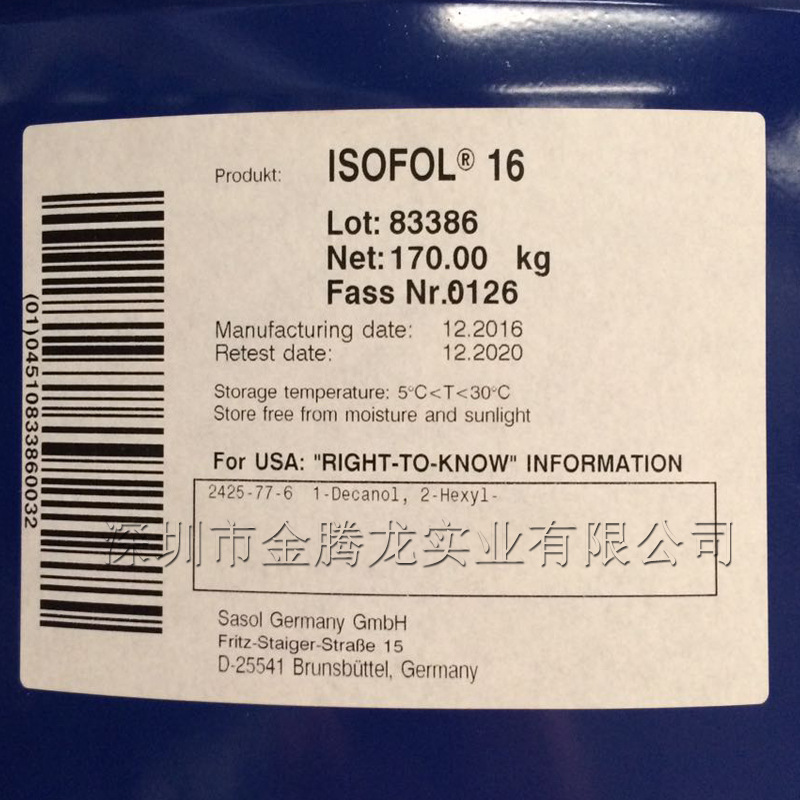 Produkt: ISOFOL® 16
Lot: 83386
Net: 170.00 kg
Fass Nr.0126
Manufacturing date: 12.2016
Retest date: 12.2020
Storage temperature: 5°C<T<30°C
Store free from moisture and sunlight
For USA: "RIGHT-TO-KNOW" INFORMATION
2425-77-6 1-Decanol, 2-Hexyl-
深圳市金腾龙实业有限公司
Sasol Germany GmbH
Fritz-Staiger-Straße 15
D-25541 Brunsbüttel, Germany
(01)04510833860032